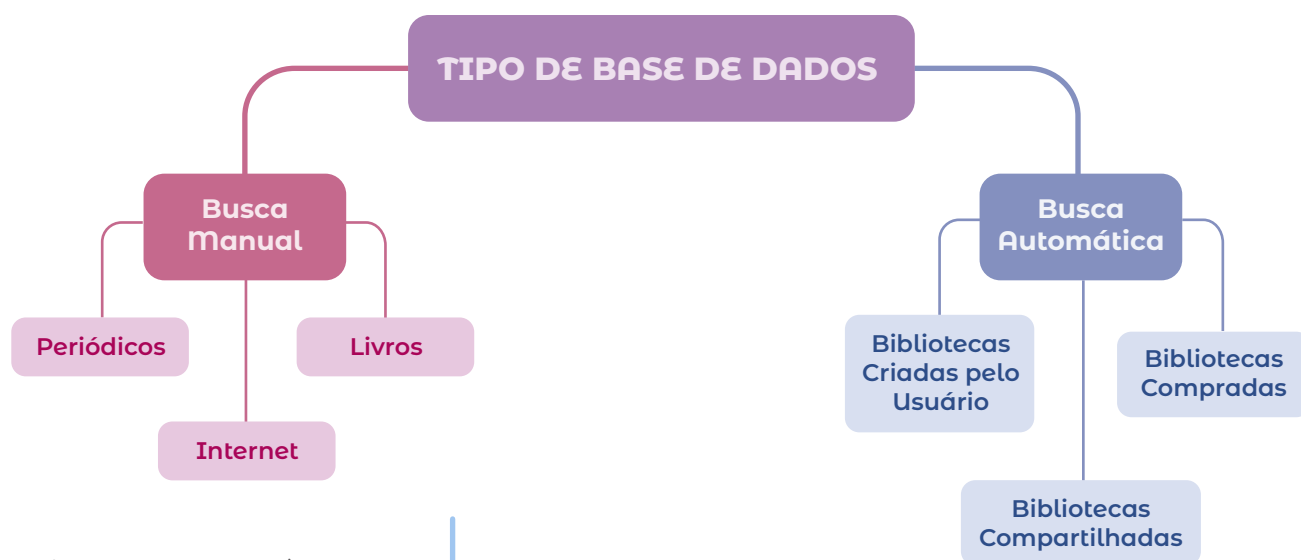 TIPO DE BASE DE DADOS
Busca
Manual
Busca
Automática
Periódicos
Livros
Internet
Bibliotecas
Criadas pelo
Usuário
Bibliotecas
Compradas
Bibliotecas
Compartilhadas